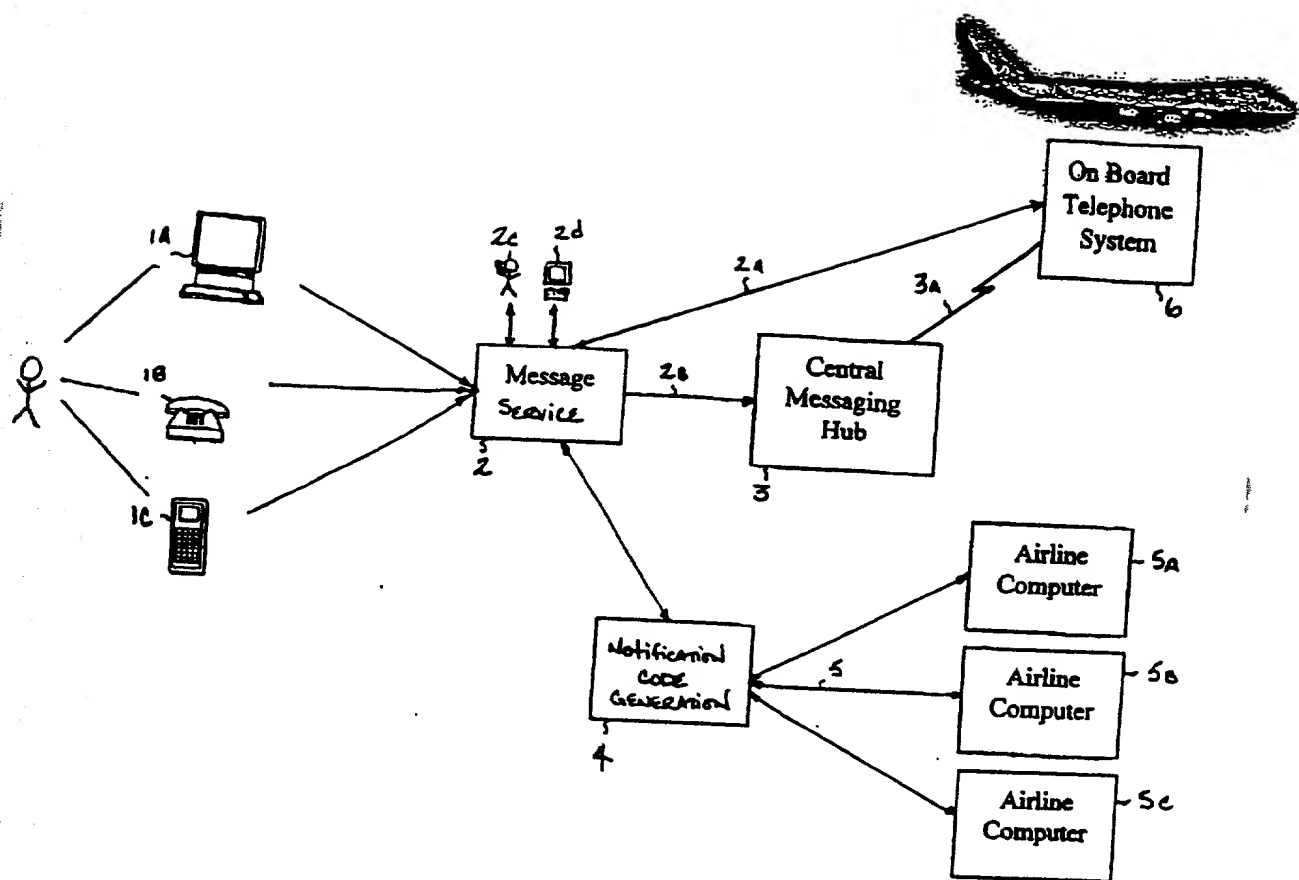 On Board
Telephone
System
6
1A
2c
2d
2A
3A
Message
Service
2
2B
Central
Messaging
Hub
3
1B
1C
Notification
Code
Generation
4
5
Airline
Computer
5A
Airline
Computer
5B
Airline
Computer
5C